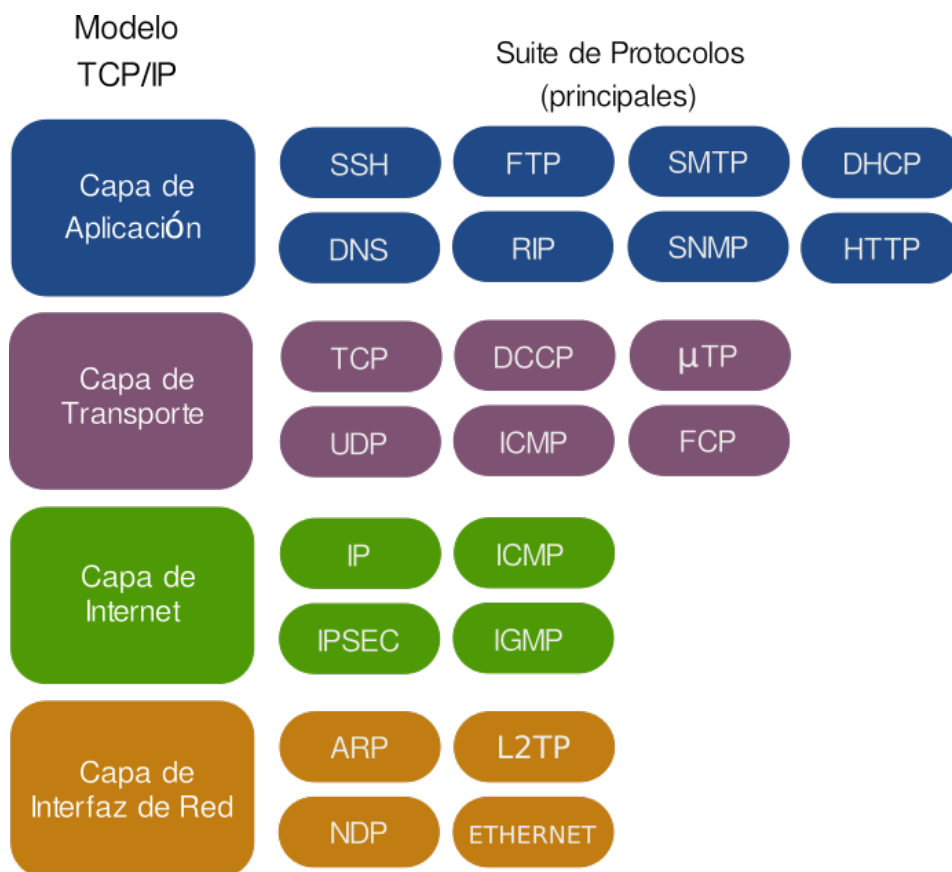 Modelo
TCP/IP
Suite de Protocolos
(principales)
Capa de
Aplicación
SSH
FTP
SMTP
DHCP
DNS
RIP
SNMP
HTTP
Capa de
Transporte
TCP
DCCP
µTP
UDP
ICMP
FCP
Capa de
Internet
IP
ICMP
IPSEC
IGMP
Capa de
Interfaz de Red
ARP
L2TP
NDP
ETHERNET